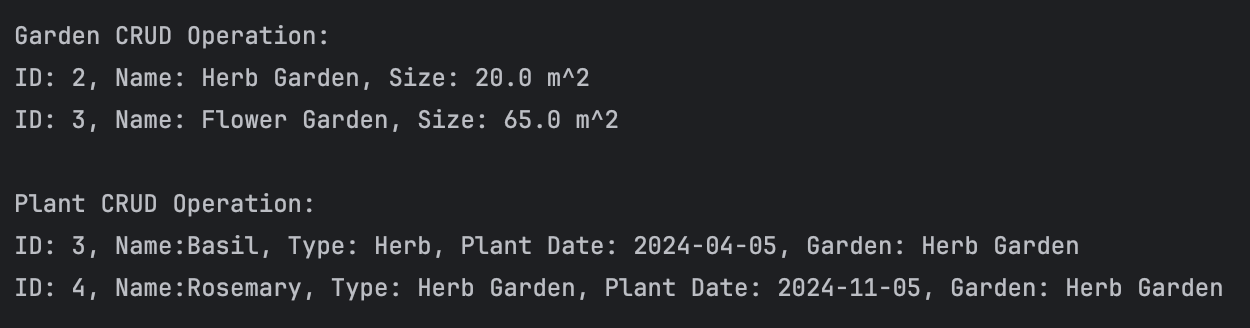 Garden CRUD Operation:
ID: 2, Name: Herb Garden, Size: 20.0 m^2
ID: 3, Name: Flower Garden, Size: 65.0 m^2
Plant CRUD Operation:
ID: 3, Name:Basil, Type: Herb, Plant Date: 2024-04-05, Garden: Herb Garden
ID: 4, Name:Rosemary, Type: Herb Garden, Plant Date: 2024-11-05, Garden: Herb Garden